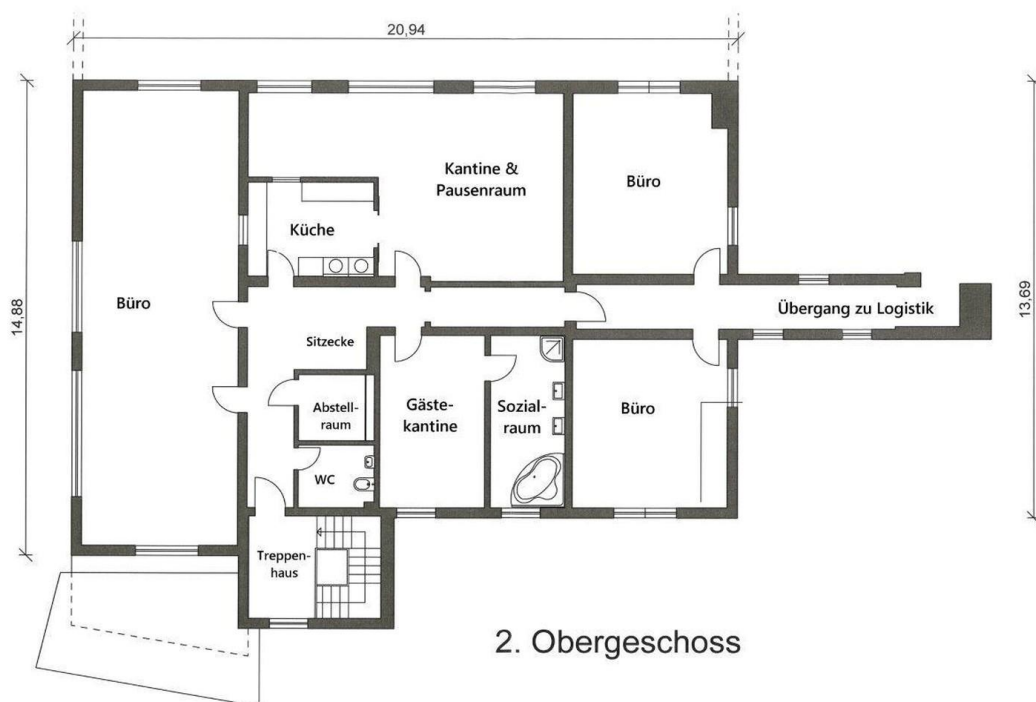 20,94
14,88
13,69
Büro
Kantine &
Pausenraum
Büro
Küche
Übergang zu Logistik
Sitzecke
Abstell-
raum
WC
Gäste-
kantine
Sozial-
raum
Büro
Treppen-
haus
2. Obergeschoss